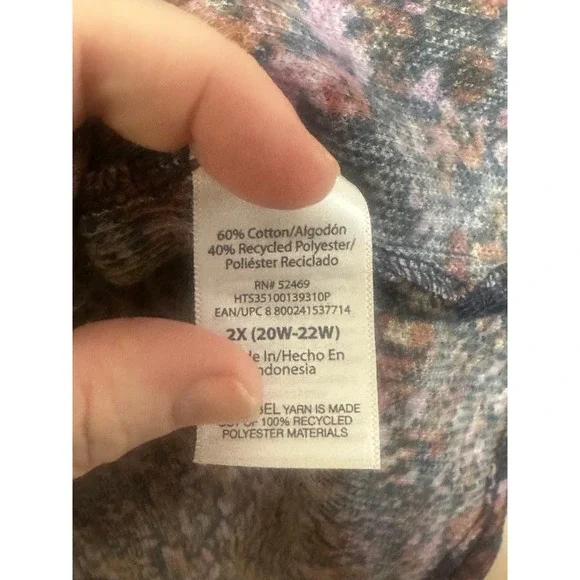 60% Cotton/Algodón
40% Recycled Polyester/
Poliéster Reciclado
RN# 52469
HTS35100139310P
EAN/UPC 8 800241537714
2X (20W-22W)
In/Hecho En
YARN IS MADE
OF 100% RECYCLED
POLYESTER MATERIALS